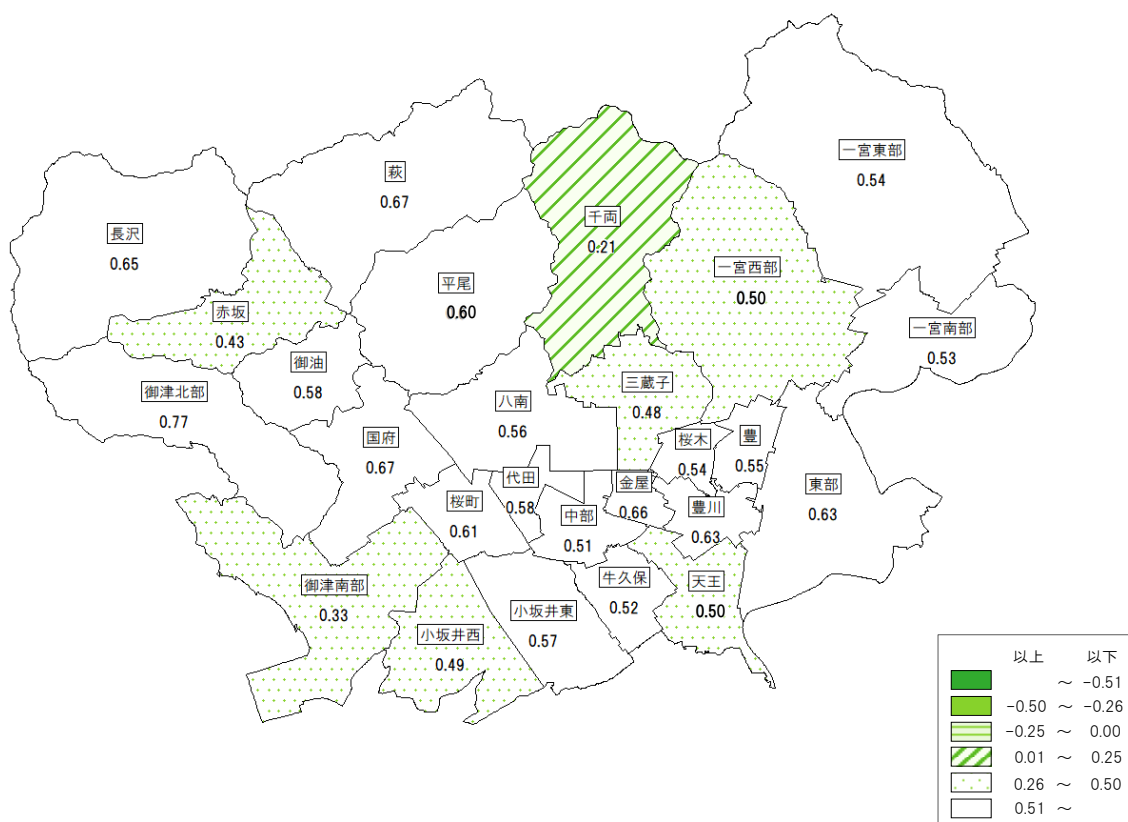 一宮東部
0.54
萩
0.67
千両
0.21
長沢
0.65
一宮西部
0.50
平尾
0.60
赤坂
0.43
一宮南部
0.53
御油
0.58
御津北部
0.77
三蔵子
0.48
八南
0.56
国府
0.67
桜木
0.54
豊
0.55
代田
0.58
金屋
0.66
東部
0.63
桜町
0.61
中部
0.51
豊川
0.63
御津南部
0.33
牛久保
0.52
天王
0.50
小坂井東
0.57
小坂井西
0.49
以上 以下
～ -0.51
-0.50 ～ -0.26
-0.25 ～ 0.00
0.01 ～ 0.25
0.26 ～ 0.50
0.51 ～